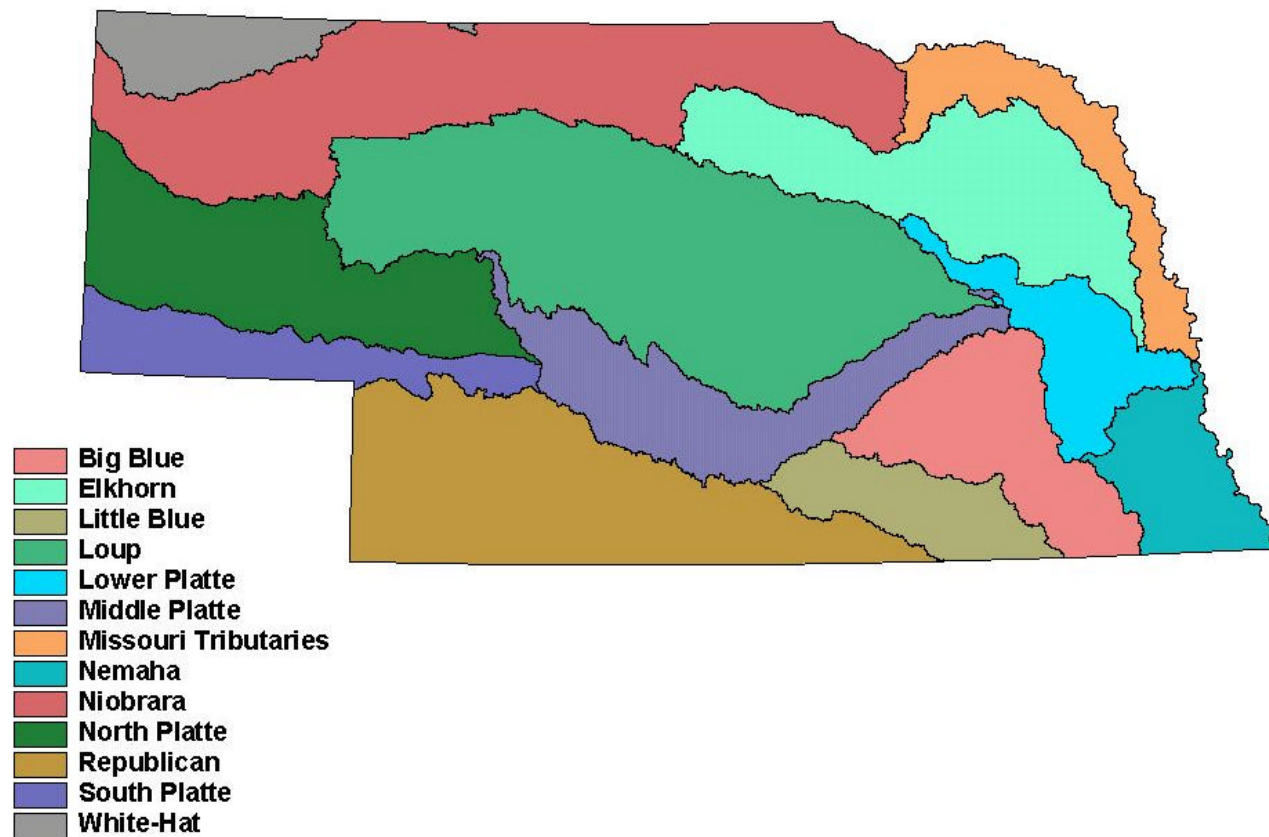 Big Blue
Elkhorn
Little Blue
Loup
Lower Platte
Middle Platte
Missouri Tributaries
Nemaha
Niobrara
North Platte
Republican
South Platte
White-Hat